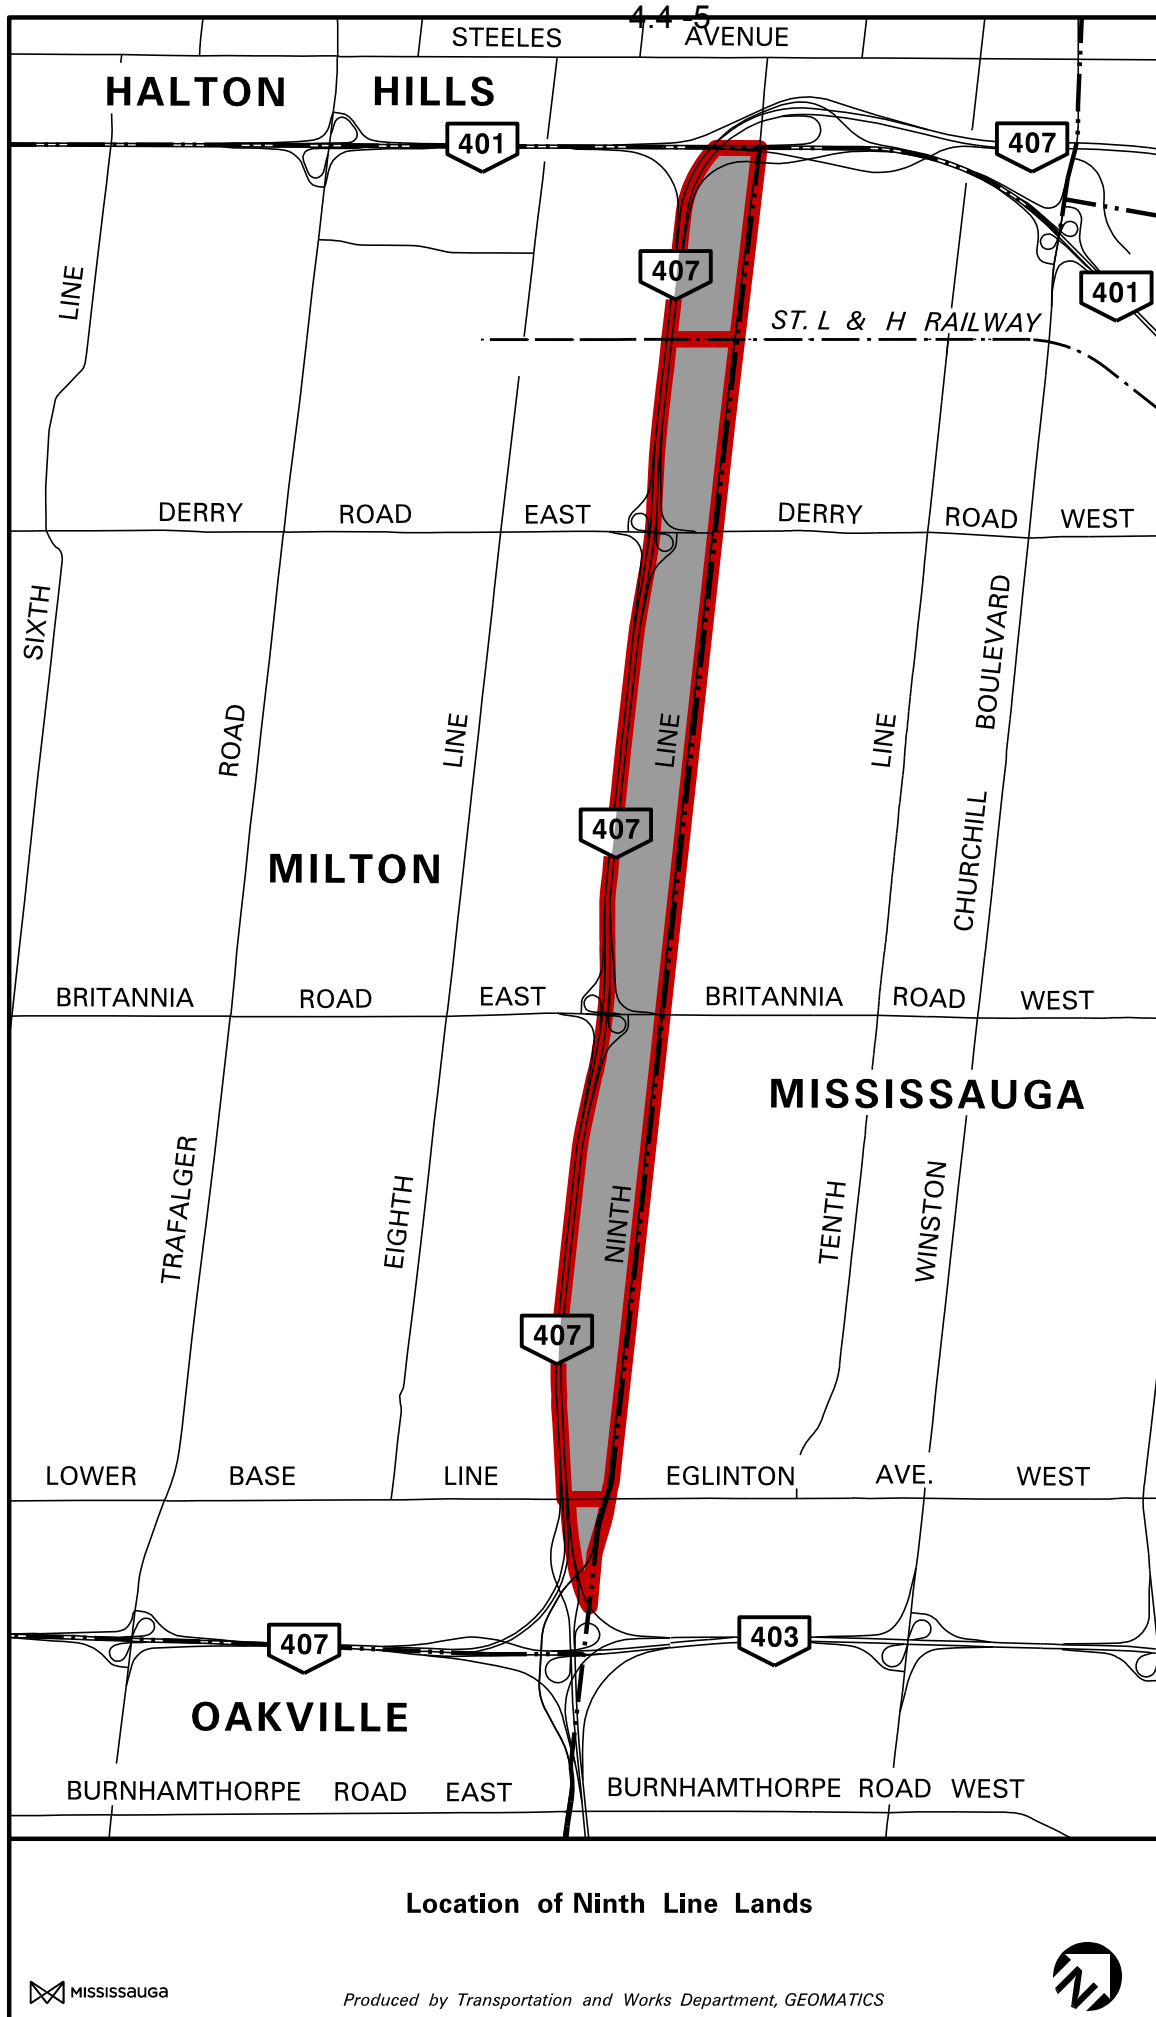 4.4 -5
STEELES AVENUE
HALTON HILLS
401
407
407
401
LINE
ST. L & H RAILWAY
DERRY ROAD EAST DERRY ROAD WEST
SIXTH
BOULEVARD
ROAD
LINE
LINE
LINE
CHURCHILL
407
MILTON
BRITANNIA ROAD EAST BRITANNIA ROAD WEST
MISSISSAUGA
TRAFALGER
EIGHTH
NINTH
TENTH
WINSTON
407
LOWER BASE LINE EGLINTON AVE. WEST
407
403
OAKVILLE
BURNHAMTHORPE ROAD EAST BURNHAMTHORPE ROAD WEST
Location of Ninth Line Lands
MISSISSAUGA
Produced by Transportation and Works Department, GEOMATICS
N